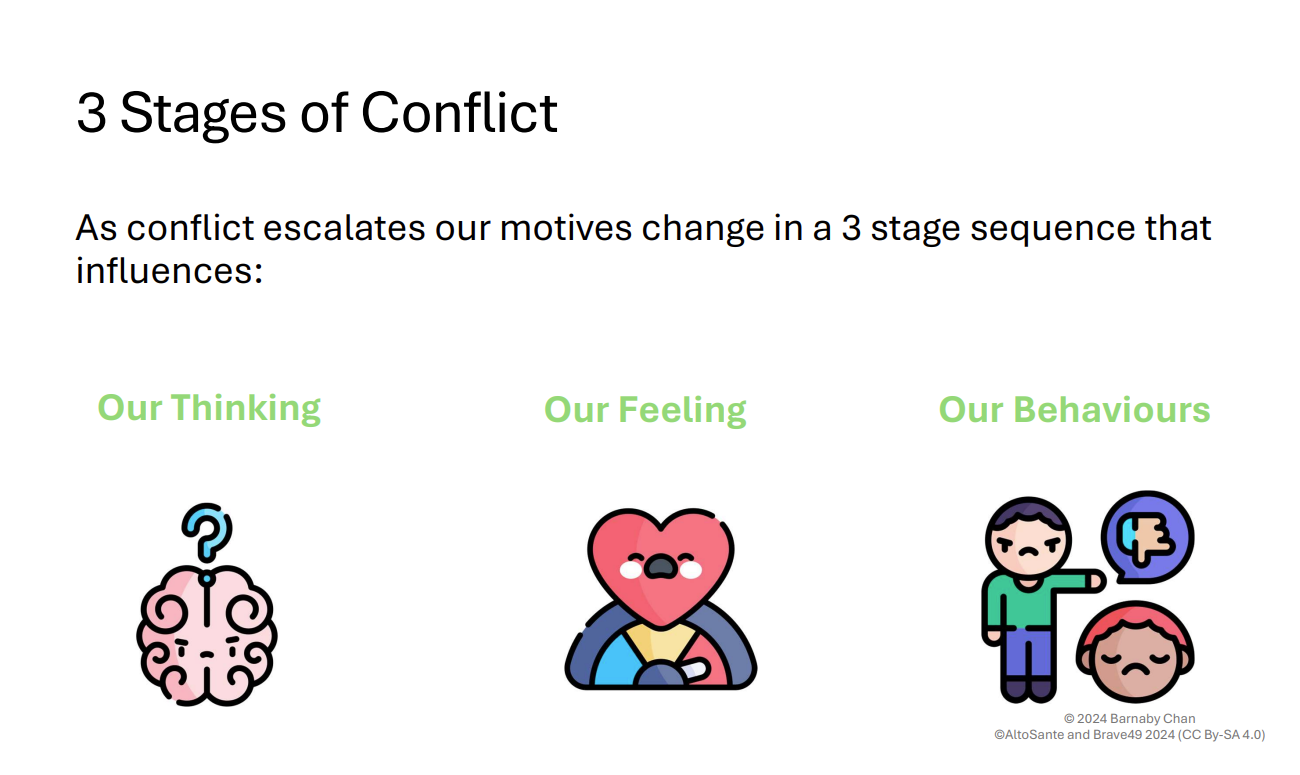 3 Stages of Conflict
As conflict escalates our motives change in a 3 stage sequence that
influences:
Our Thinking
Our Feeling
Our Behaviours
© 2024 Barnaby Chan
©AltoSante and Brave49 2024 (CC By-SA 4.0)